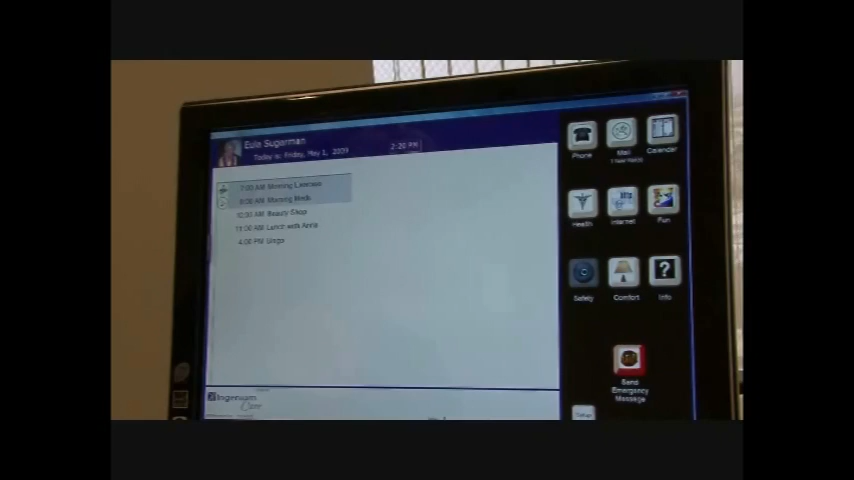 Eula Sugarman
Today is: Friday, May 1, 2009
2:20 PM
7:00 AM Morning Exercise
8:00 AM Morning Meds
10:00 AM Beauty Shop
11:00 AM Lunch with Anna
4:00 PM Bingo
Phone
Mail
Calendar
Health
Internet
Fun
Safety
Comfort
? Info
Send
Emergency
Message
Ingenium
Care